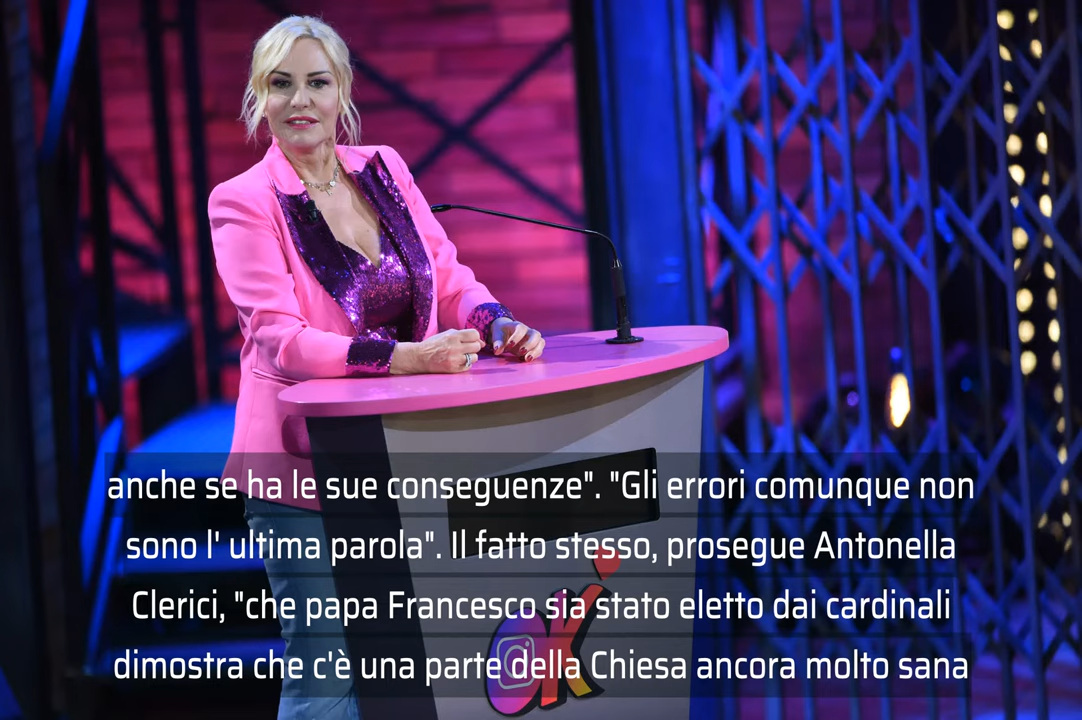 anche se ha le sue conseguenze". "Gli errori comunque non
sono l' ultima parola". Il fatto stesso, prosegue Antonella
Clerici, "che papa Francesco sia stato eletto dai cardinali
dimostra che c'è una parte della Chiesa ancora molto sana
OK